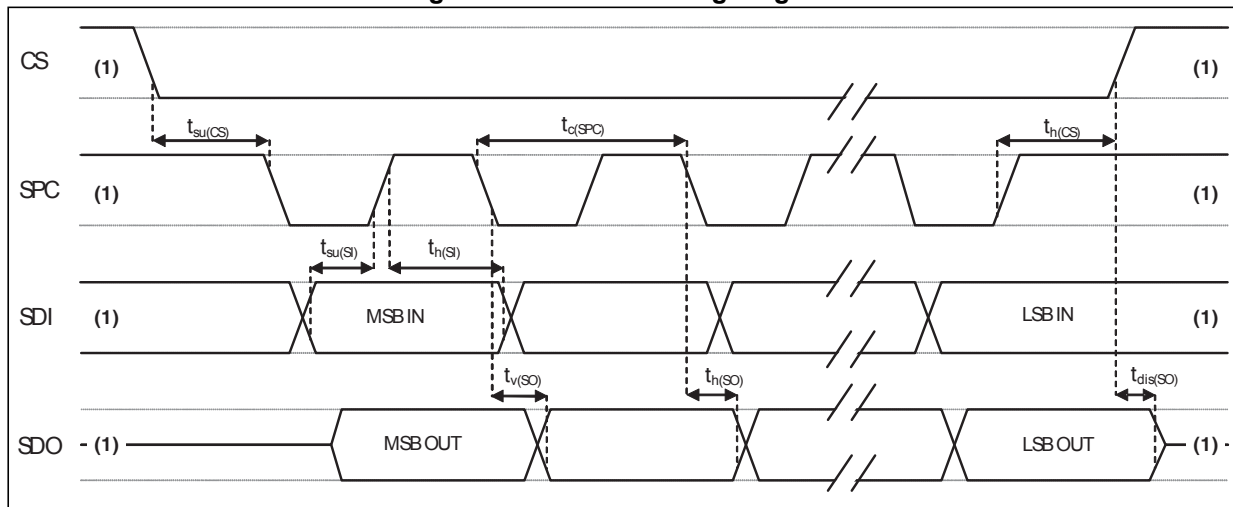 CS (1) (1)
t_su(CS) t_c(SPC) t_h(CS)
SPC (1) (1)
t_su(SI) t_h(SI)
SDI (1) MSB IN LSB IN (1)
t_v(SO) t_h(SO) t_dis(SO)
SDO (1) MSB OUT LSB OUT (1)